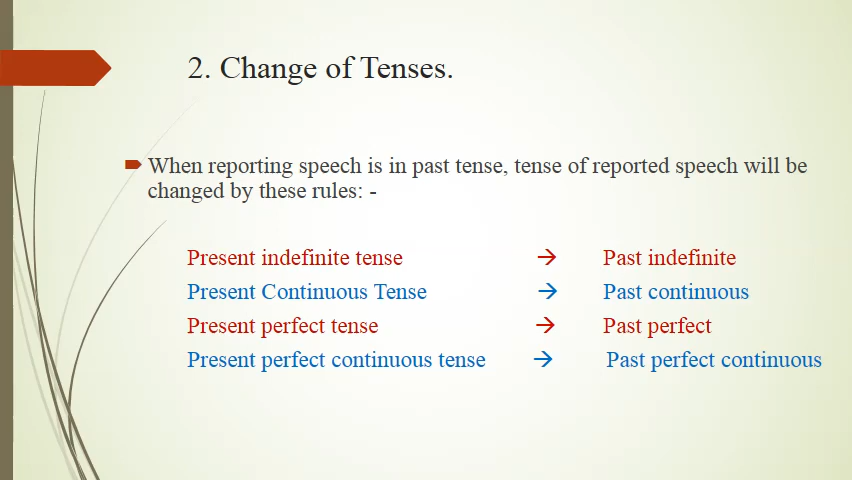 2. Change of Tenses.
When reporting speech is in past tense, tense of reported speech will be
changed by these rules: -
Present indefinite tense → Past indefinite
Present Continuous Tense → Past continuous
Present perfect tense → Past perfect
Present perfect continuous tense → Past perfect continuous